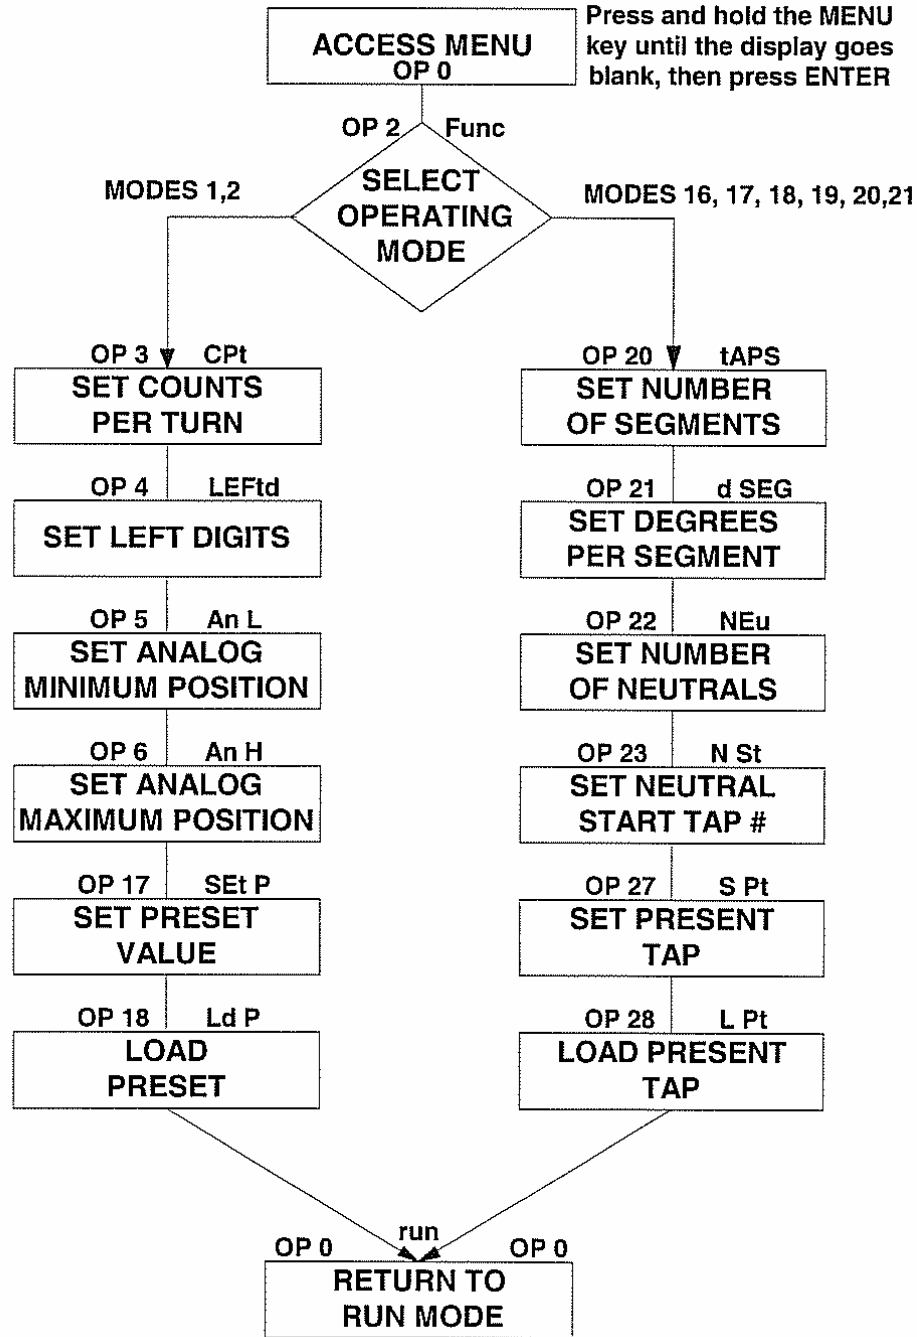 ACCESS MENU
OP 0
Press and hold the MENU
key until the display goes
blank, then press ENTER
OP 2 Func
SELECT
OPERATING
MODE
MODES 1,2
MODES 16, 17, 18, 19, 20,21
OP 3 CPt
SET COUNTS
PER TURN
OP 4 LEFtd
SET LEFT DIGITS
OP 5 An L
SET ANALOG
MINIMUM POSITION
OP 6 An H
SET ANALOG
MAXIMUM POSITION
OP 17 SEt P
SET PRESET
VALUE
OP 18 Ld P
LOAD
PRESET
OP 20 tAPS
SET NUMBER
OF SEGMENTS
OP 21 d SEG
SET DEGREES
PER SEGMENT
OP 22 NEu
SET NUMBER
OF NEUTRALS
OP 23 N St
SET NEUTRAL
START TAP #
OP 27 S Pt
SET PRESENT
TAP
OP 28 L Pt
LOAD PRESENT
TAP
run
OP 0 OP 0
RETURN TO
RUN MODE